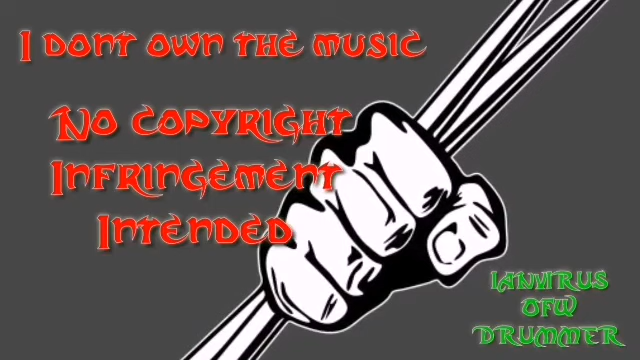 I dont own the music
No copyright
Infringement
Intended
IANVIRUS
OFW
DRUMMER